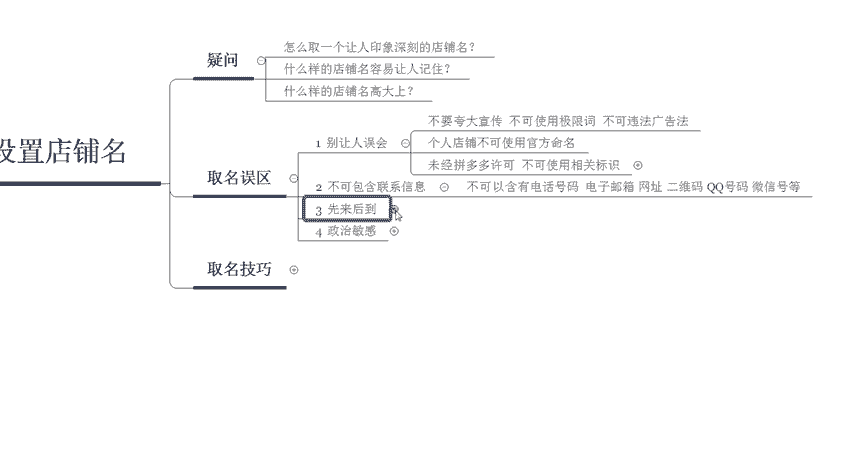 疑问
怎么取一个让人印象深刻的店铺名？
什么样的店铺名容易让人记住？
什么样的店铺名高大上？
设置店铺名
取名误区
1 别让人误会
不要夸大宣传 不可使用极限词 不可违法广告法
个人店铺不可使用官方命名
未经拼多多许可 不可使用相关标识
2 不可包含联系信息
不可以含有电话号码 电子邮箱 网址 二维码 QQ号码 微信号等
3 先来后到
4 政治敏感
取名技巧